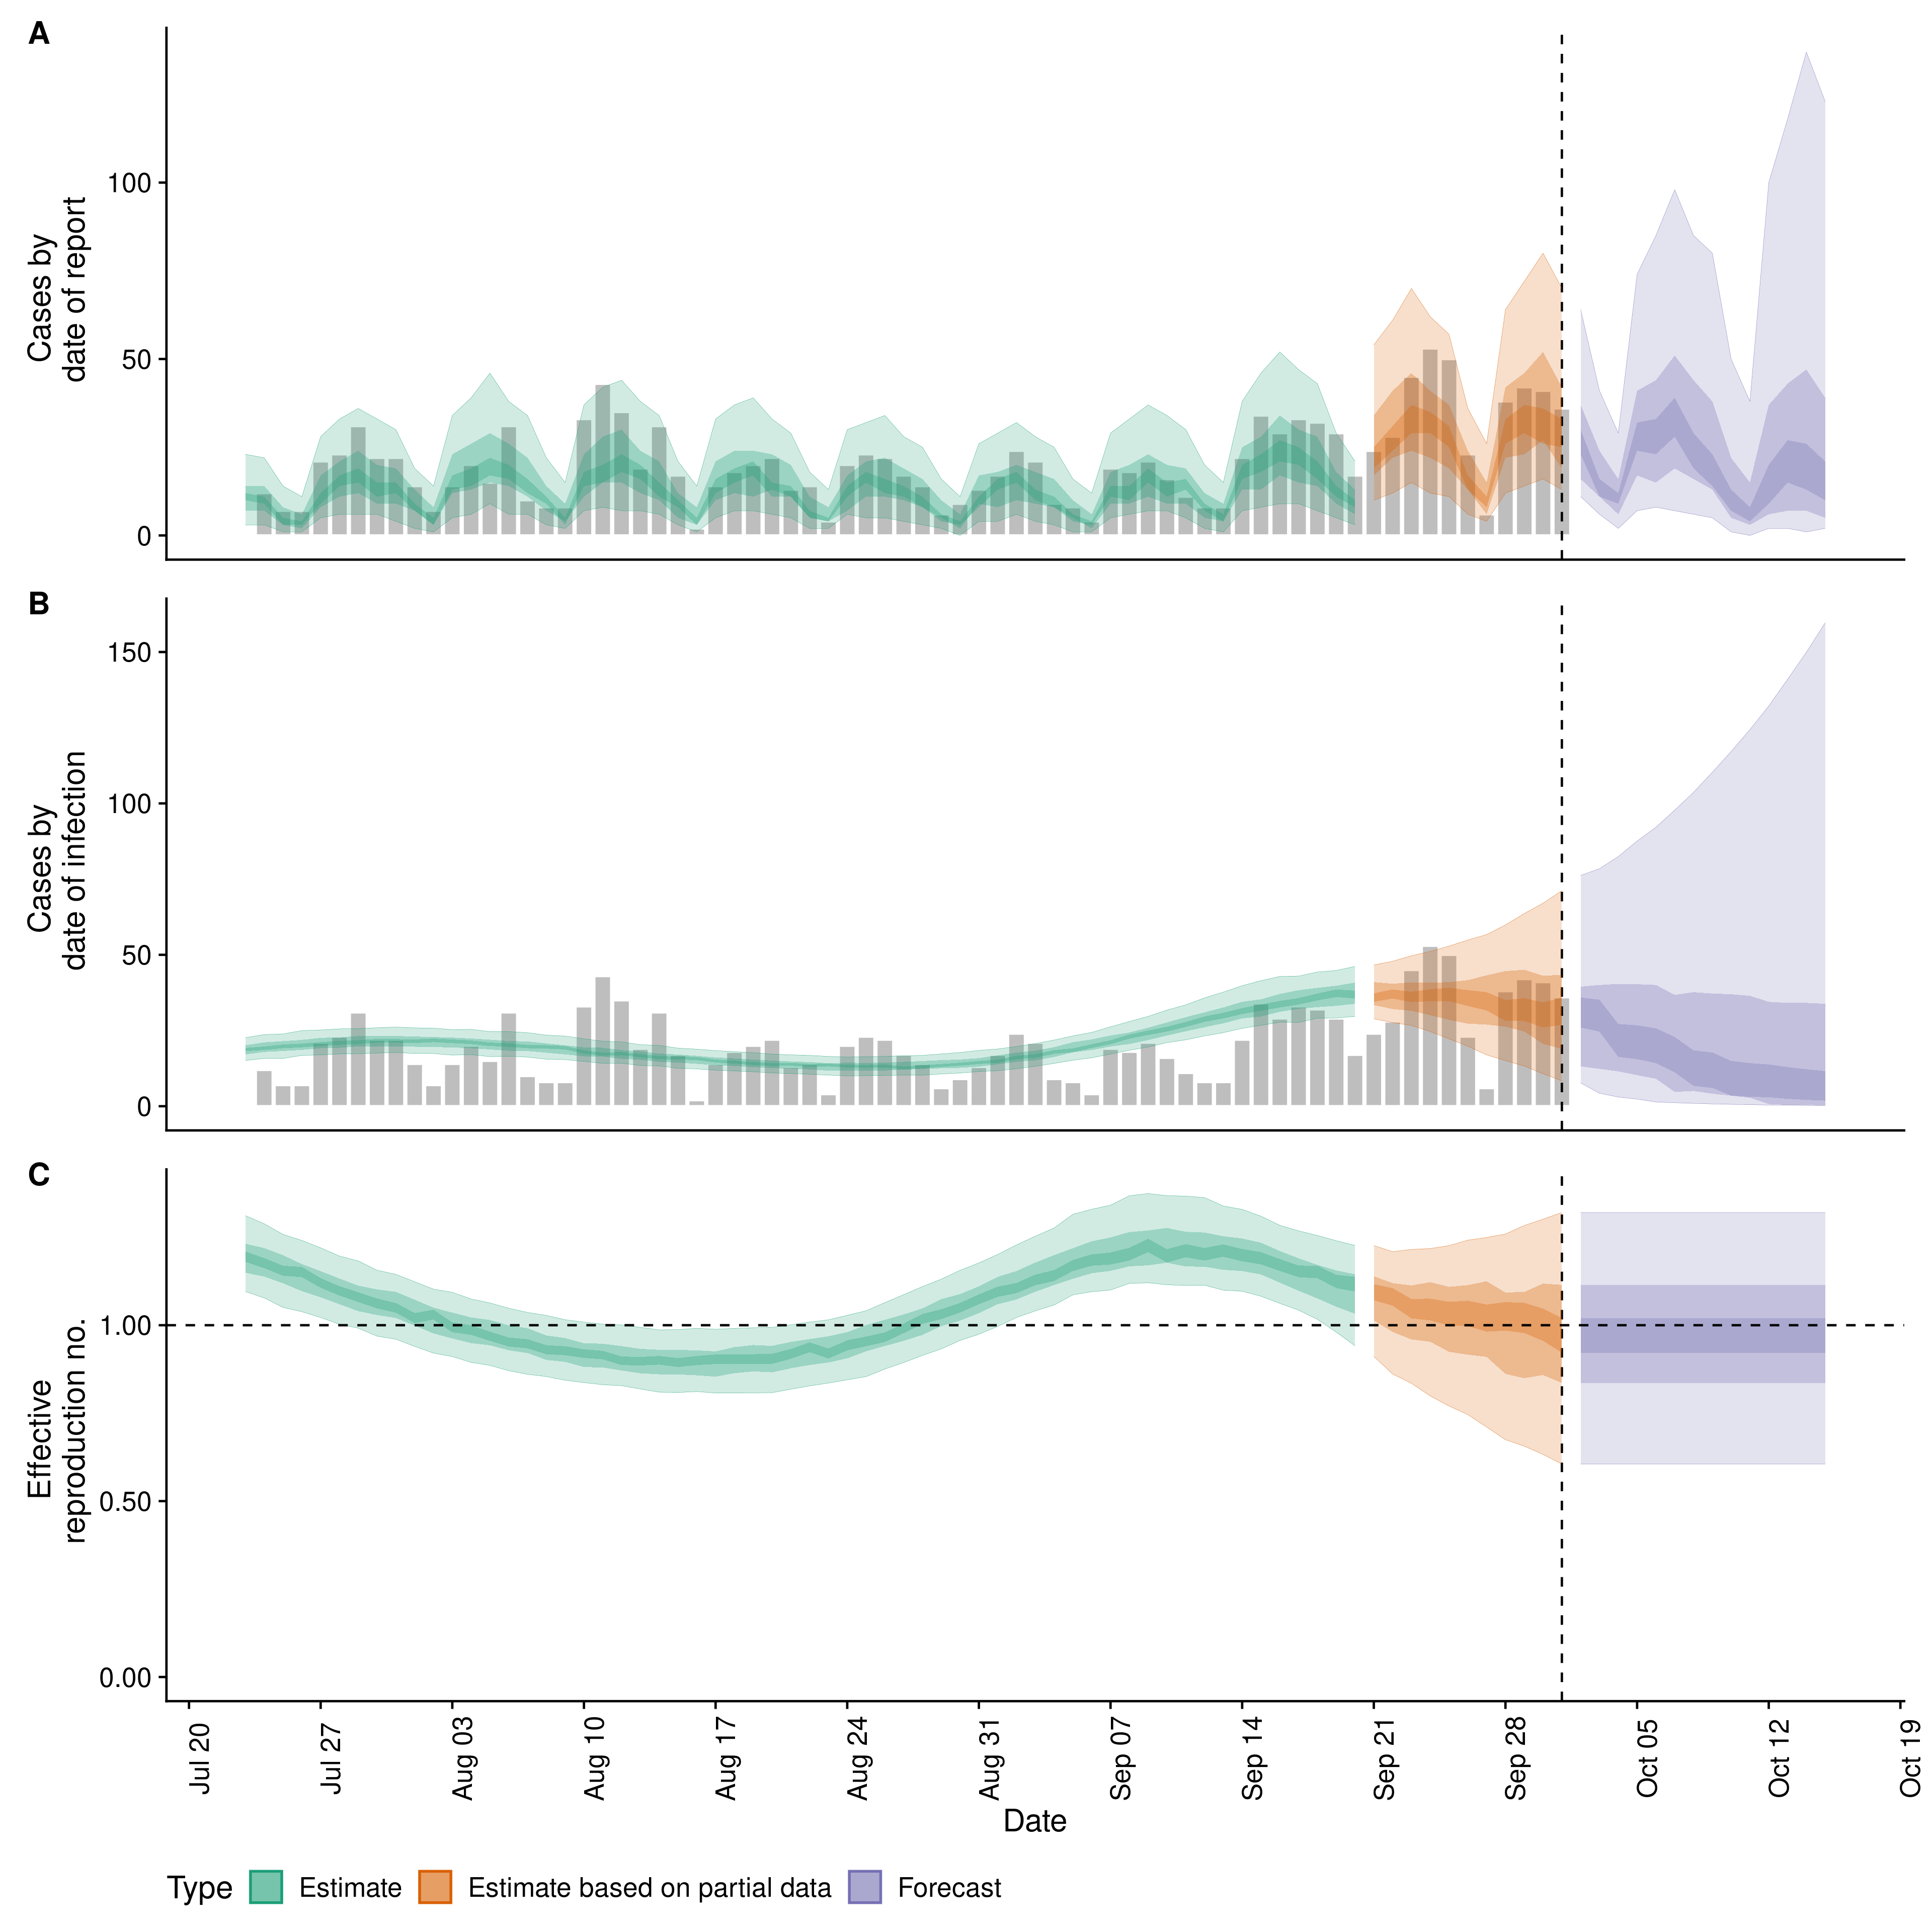 A
Cases by
date of report
100
50
0
B
Cases by
date of infection
150
100
50
0
C
Effective
reproduction no.
1.00
0.50
0.00
Jul 20
Jul 27
Aug 03
Aug 10
Aug 17
Aug 24
Aug 31
Sep 07
Sep 14
Sep 21
Sep 28
Oct 05
Oct 12
Oct 19
Date
Type Estimate Estimate based on partial data Forecast